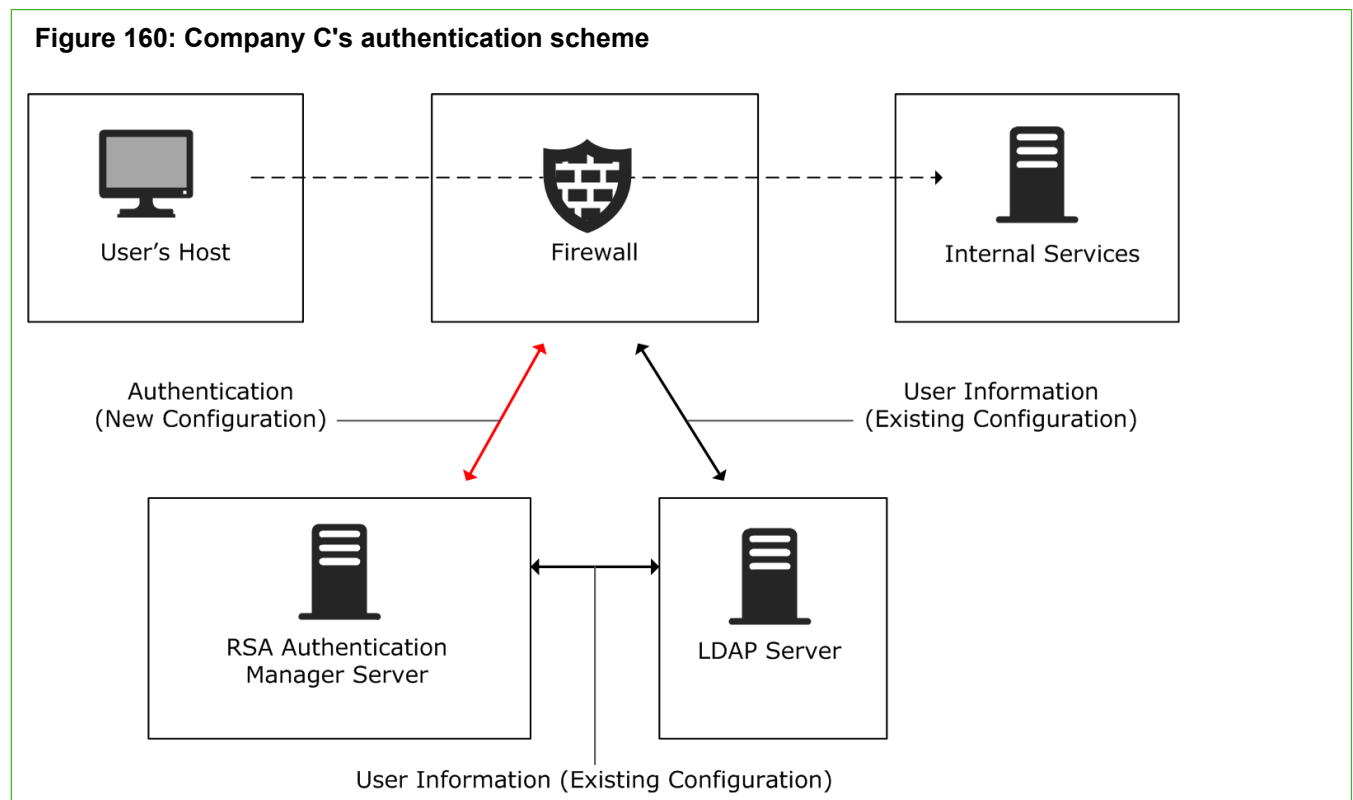 Figure 160: Company C's authentication scheme
User’s Host
Firewall
Internal Services
Authentication
(New Configuration)
User Information
(Existing Configuration)
RSA Authentication
Manager Server
LDAP Server
User Information (Existing Configuration)